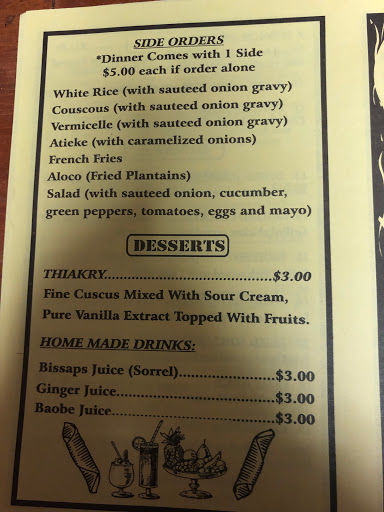 SIDE ORDERS
*Dinner Comes with 1 Side
$5.00 each if order alone
White Rice (with sauteed onion gravy)
Couscous (with sauteed onion gravy)
Vermicelle (with sauteed onion gravy)
Atieke (with caramelized onions)
French Fries
Aloco (Fried Plantains)
Salad (with sauteed onion, cucumber,
green peppers, tomatoes, eggs and mayo)
DESSERTS
THIAKRY..............................$3.00
Fine Cuscus Mixed With Sour Cream,
Pure Vanilla Extract Topped With Fruits.
HOME MADE DRINKS:
Bissaps Juice (Sorrel)......................$3.00
Ginger Juice....................................$3.00
Baobe Juice.....................................$3.00